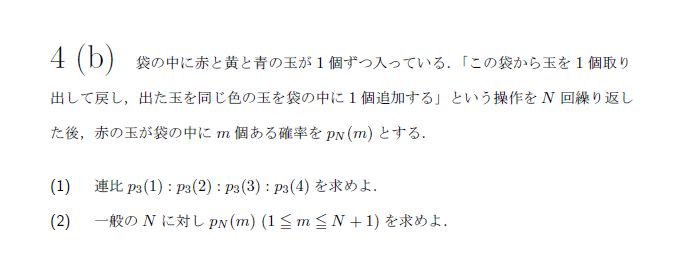 4 (b) 袋の中に赤と黄と青の玉が 1 個ずつ入っている.「この袋から玉を 1 個取り
出して戻し，出た玉を同じ色の玉を袋の中に 1 個追加する」という操作を N 回繰り返し
た後，赤の玉が袋の中に m 個ある確率を p_N(m) とする.
(1) 連比 p_3(1) : p_3(2) : p_3(3) : p_3(4) を求めよ.
(2) 一般の N に対し p_N(m) (1 ≦ m ≦ N + 1) を求めよ.